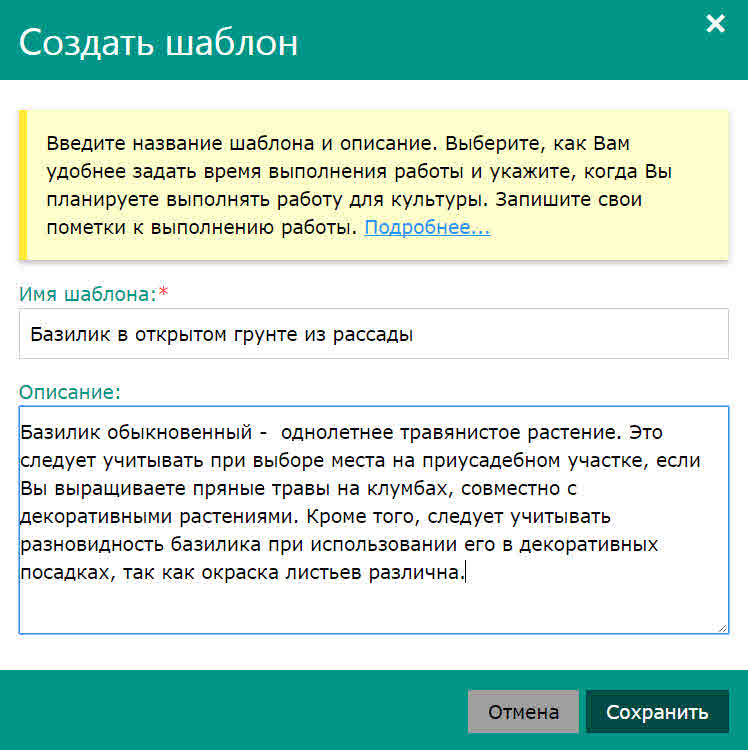 Создать шаблон
Введите название шаблона и описание. Выберите, как Вам
удобнее задать время выполнения работы и укажите, когда Вы
планируете выполнять работу для культуры. Запишите свои
пометки к выполнению работы. Подробнее...
Имя шаблона:*
Базилик в открытом грунте из рассады
Описание:
Базилик обыкновенный -  однолетнее травянистое растение. Это
следует учитывать при выборе места на приусадебном участке, если
Вы выращиваете пряные травы на клумбах, совместно с
декоративными растениями. Кроме того, следует учитывать
разновидность базилика при использовании его в декоративных
посадках, так как окраска листьев различна.
Отмена Сохранить